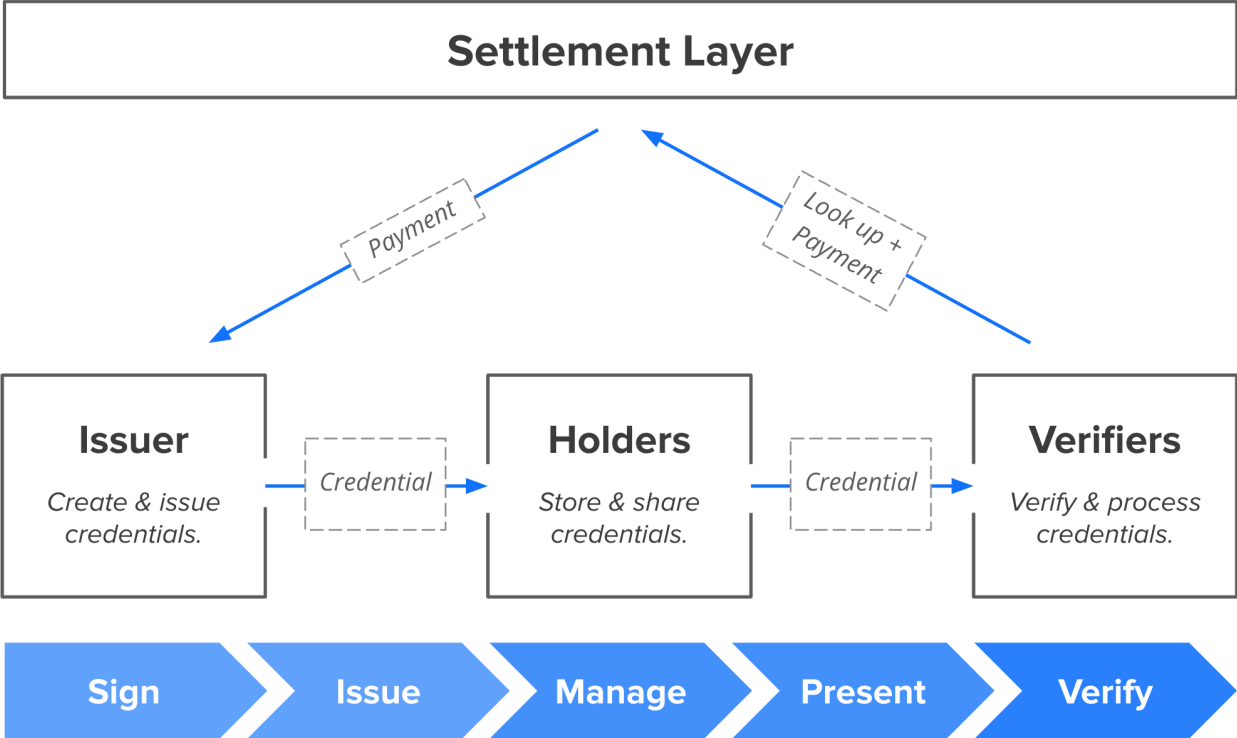 Settlement Layer
Payment
Look up +
Payment
Issuer
Create & issue
credentials.
Credential
Holders
Store & share
credentials.
Credential
Verifiers
Verify & process
credentials.
Sign
Issue
Manage
Present
Verify